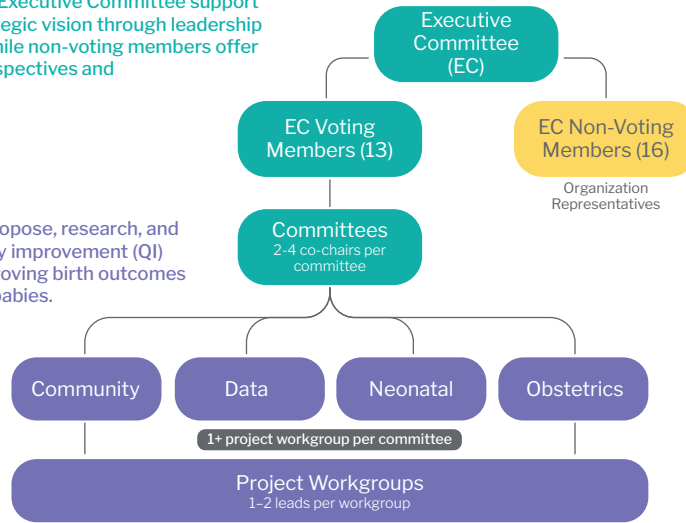 Executive Committee support
egic vision through leadership
hile non-voting members offer
spectives and
Executive
Committee
(EC)
EC Voting
Members (13)
EC Non-Voting
Members (16)
Organization
Representatives
opose, research, and
y improvement (QI)
roving birth outcomes
babies.
Committees
2-4 co-chairs per
committee
Community
Data
Neonatal
Obstetrics
1+ project workgroup per committee
Project Workgroups
1–2 leads per workgroup